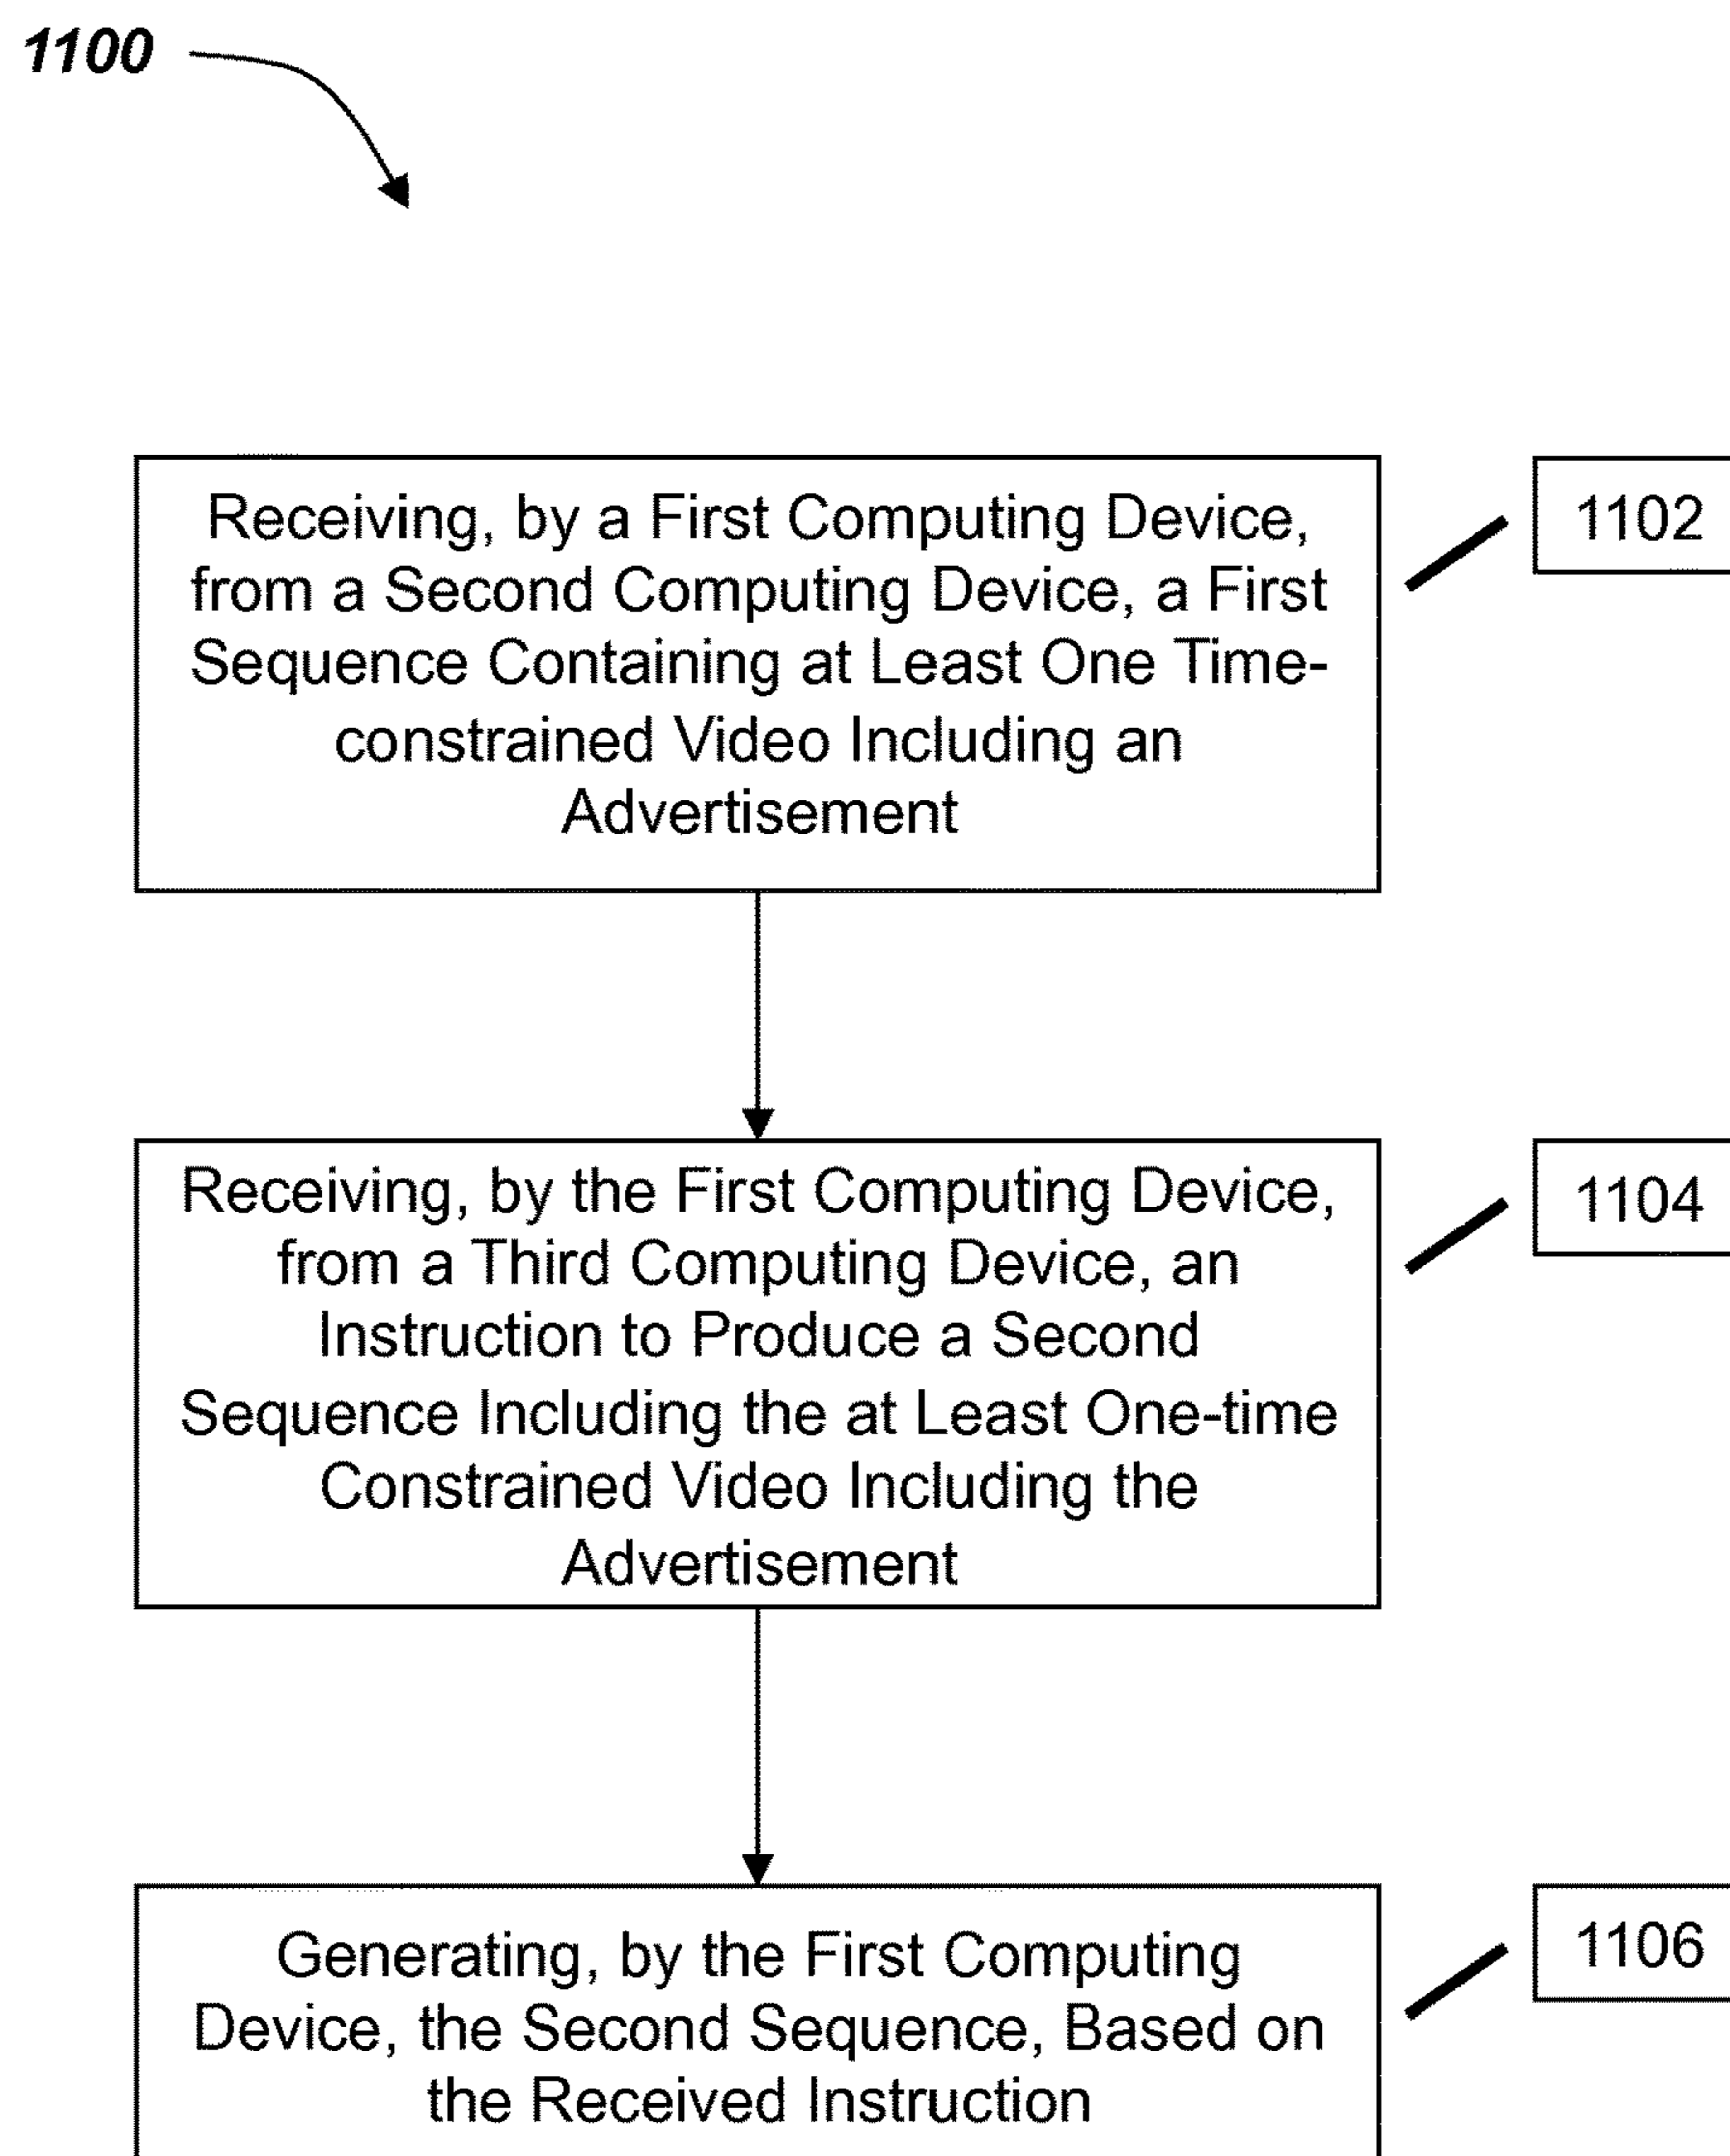 1100
Receiving, by a First Computing Device,
from a Second Computing Device, a First
Sequence Containing at Least One Time-
constrained Video Including an
Advertisement
1102
Receiving, by the First Computing Device,
from a Third Computing Device, an
Instruction to Produce a Second
Sequence Including the at Least One-time
Constrained Video Including the
Advertisement
1104
Generating, by the First Computing
Device, the Second Sequence, Based on
the Received Instruction
1106